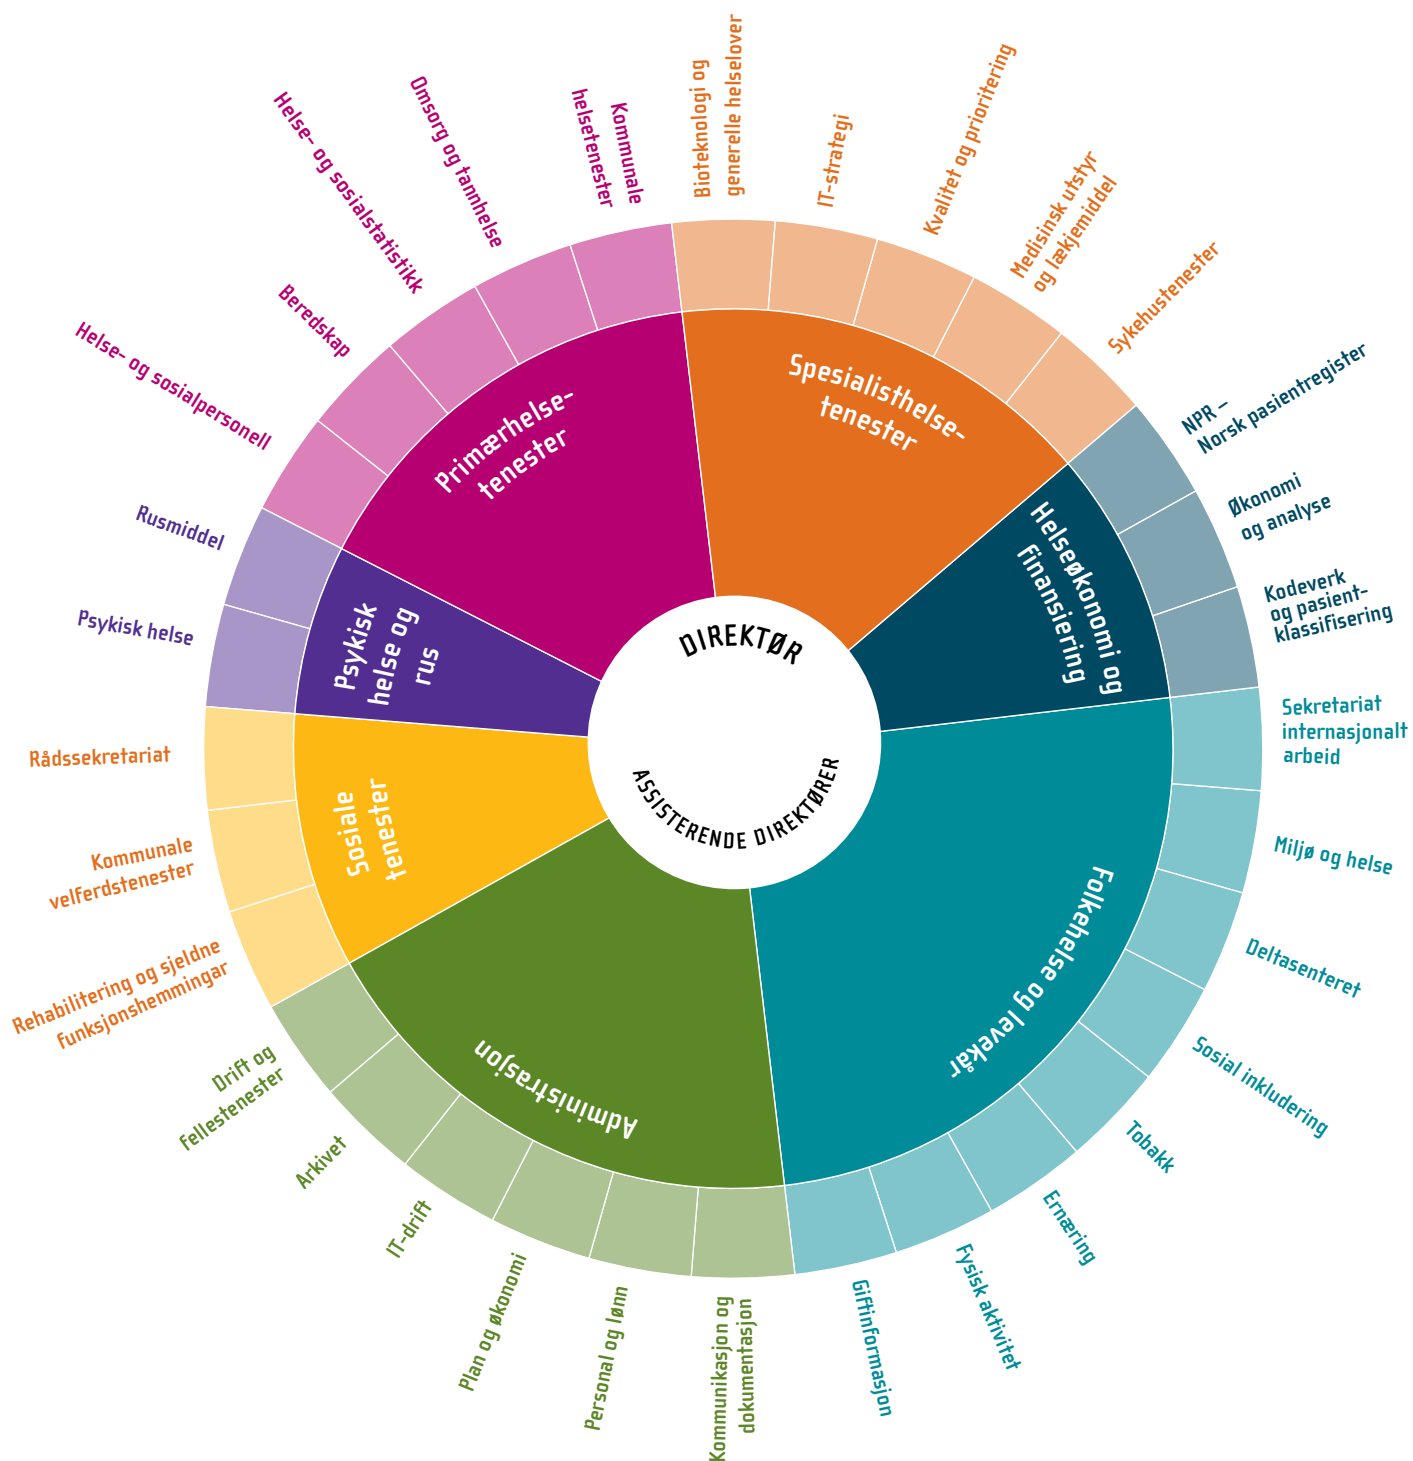 DIREKTØR
ASSISTERENDE DIREKTØRER
Spesialisthelse-
tenester
Bioteknologi og
generelle helselover
IT-strategi
Kvalitet og prioritering
Medisinsk utstyr
og lækjemiddel
Sykehustenester
Helseøkonomi og
finansiering
NPR –
Norsk pasientregister
Økonomi
og analyse
Kodeverk
og pasient-
klassifisering
Folkehelse og levekår
Sekretariat
internasjonalt
arbeid
Miljø og helse
Deltasenteret
Sosial inkludering
Tobakk
Ernæring
Fysisk aktivitet
Giftinformasjon
Administrasjon
Kommunikasjon og
dokumentasjon
Personal og lønn
Plan og økonomi
IT-drift
Arkivet
Drift og
fellestenester
Sosiale
tenester
Rehabilitering og sjeldne
funksjonshemmingar
Kommunale
velferdstenester
Rådssekretariat
Psykisk
helse og
rus
Psykisk helse
Rusmiddel
Primærhelse-
tenester
Helse- og sosialpersonell
Beredskap
Helse- og sosialstatistikk
Omsorg og tannhelse
Kommunale
helsetenester